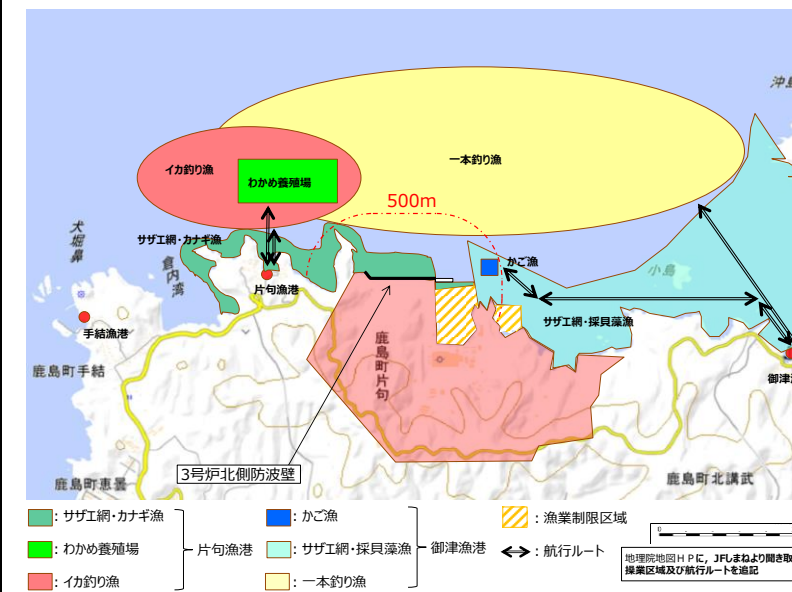 沖
一本釣り漁
イカ釣り漁
わかめ養殖場
500m
犬堀鼻
サザエ網・カナギ漁
倉内湾
かご漁
小島
片句漁港
手結漁港
サザエ網・採貝藻漁
鹿島町片句
鹿島町手結
御津
3号炉北側防波壁
鹿島町恵曇
鹿島町北講武
：サザエ網・カナギ漁
：わかめ養殖場
：イカ釣り漁
片句漁港
：かご漁
：サザエ網・採貝藻漁
：一本釣り漁
御津漁港
：漁業制限区域
：航行ルート
0
地理院地図ＨＰに，JFしまねより聞き取
操業区域及び航行ルートを追記